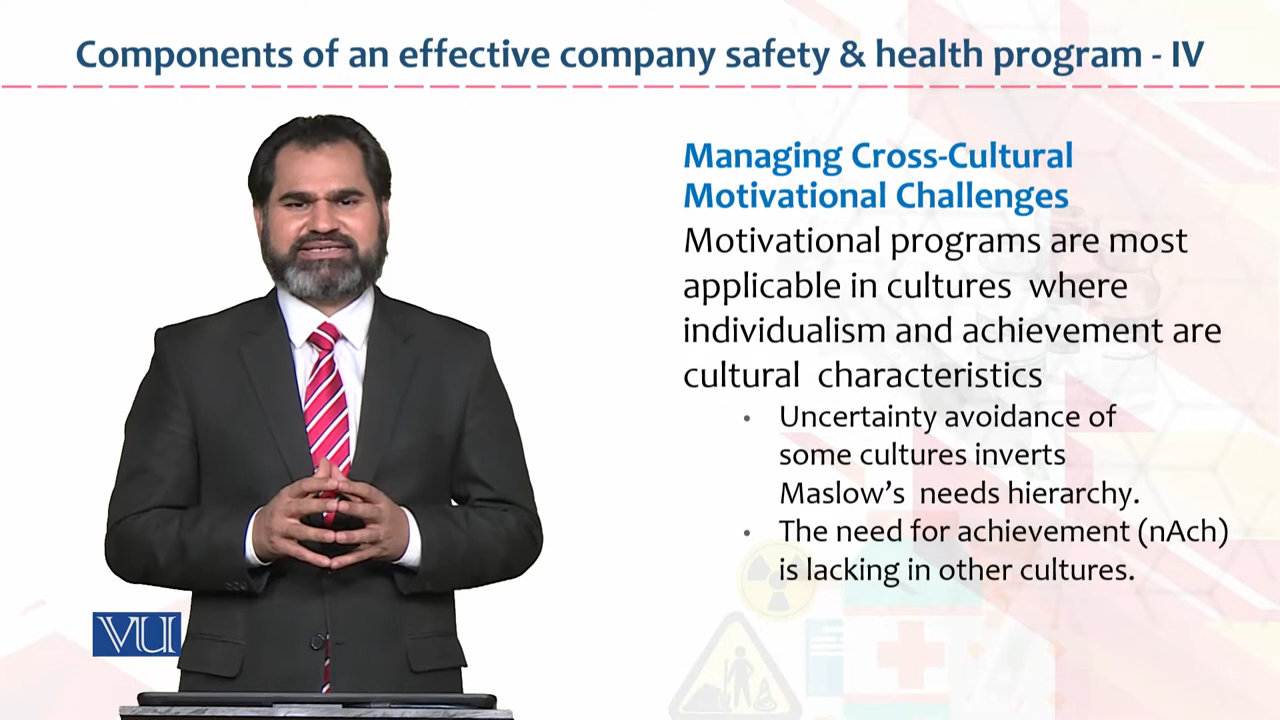 Components of an effective company safety & health program - IV
Managing Cross-Cultural
Motivational Challenges
Motivational programs are most
applicable in cultures where
individualism and achievement are
cultural characteristics
• Uncertainty avoidance of
some cultures inverts
Maslow’s needs hierarchy.
• The need for achievement (nAch)
is lacking in other cultures.
VU